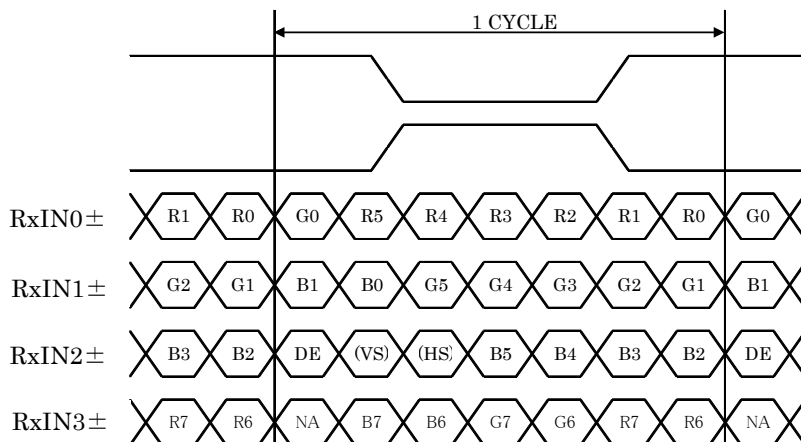 1 CYCLE
RxIN0± R1 R0 G0 R5 R4 R3 R2 R1 R0 G0
RxIN1± G2 G1 B1 B0 G5 G4 G3 G2 G1 B1
RxIN2± B3 B2 DE (VS) (HS) B5 B4 B3 B2 DE
RxIN3± R7 R6 NA B7 B6 G7 G6 R7 R6 NA